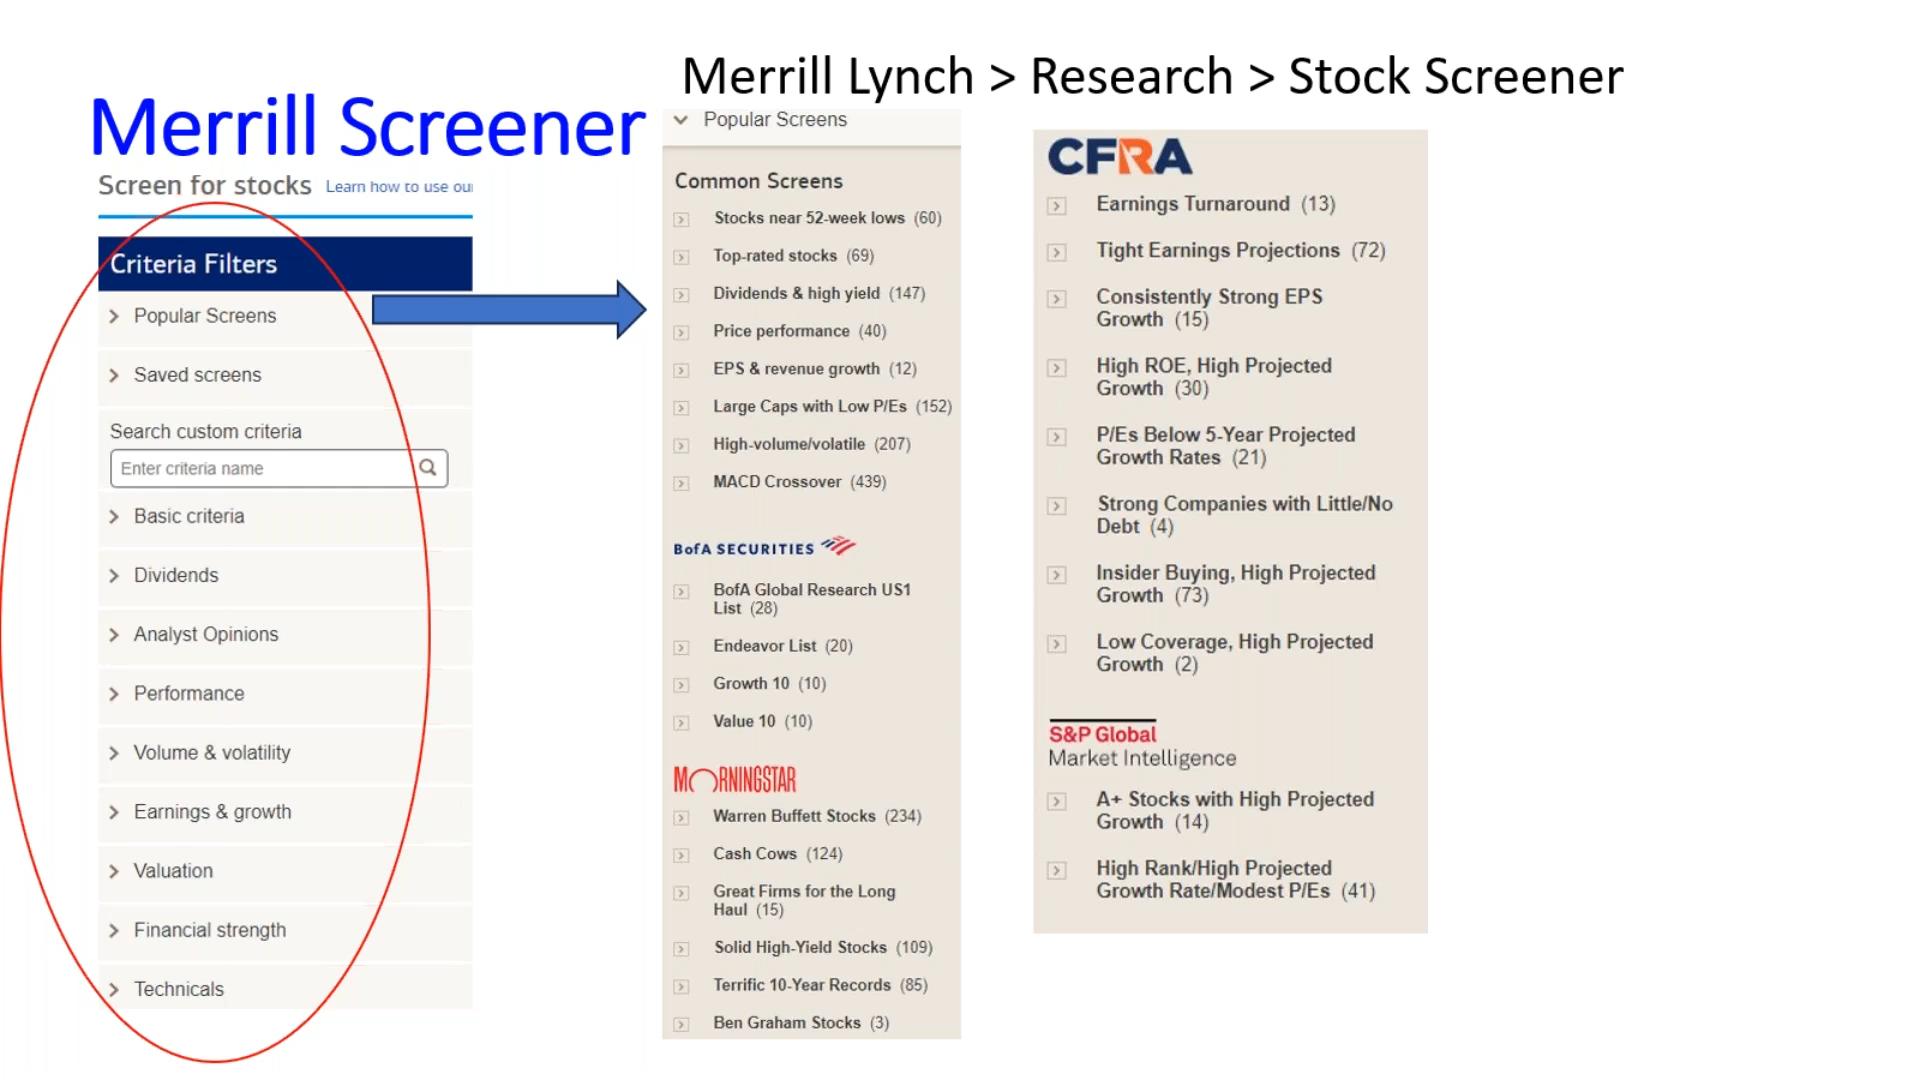 Merrill Lynch > Research > Stock Screener
Merrill Screener
Screen for stocks Learn how to use ou
Criteria Filters
Popular Screens
Saved screens
Search custom criteria
Enter criteria name
Basic criteria
Dividends
Analyst Opinions
Performance
Volume & volatility
Earnings & growth
Valuation
Financial strength
Technicals
Popular Screens
Common Screens
Stocks near 52-week lows (60)
Top-rated stocks (69)
Dividends & high yield (147)
Price performance (40)
EPS & revenue growth (12)
Large Caps with Low P/Es (152)
High-volume/volatile (207)
MACD Crossover (439)
BofA SECURITIES
BofA Global Research US1
List (28)
Endeavor List (20)
Growth 10 (10)
Value 10 (10)
MORNINGSTAR
Warren Buffett Stocks (234)
Cash Cows (124)
Great Firms for the Long
Haul (15)
Solid High-Yield Stocks (109)
Terrific 10-Year Records (85)
Ben Graham Stocks (3)
CFRA
Earnings Turnaround (13)
Tight Earnings Projections (72)
Consistently Strong EPS
Growth (15)
High ROE, High Projected
Growth (30)
P/Es Below 5-Year Projected
Growth Rates (21)
Strong Companies with Little/No
Debt (4)
Insider Buying, High Projected
Growth (73)
Low Coverage, High Projected
Growth (2)
S&P Global
Market Intelligence
A+ Stocks with High Projected
Growth (14)
High Rank/High Projected
Growth Rate/Modest P/Es (41)